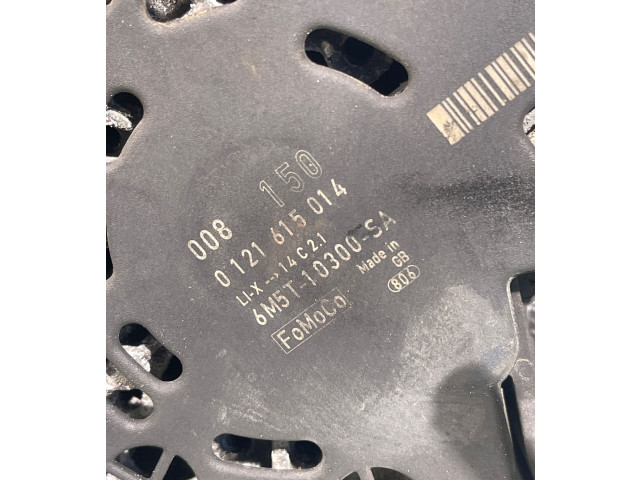 008 150
0 121 615 014
LI-X --> 14 C 2.1
6M5T-10300-SA
FoMoCo
Made in
GB
806